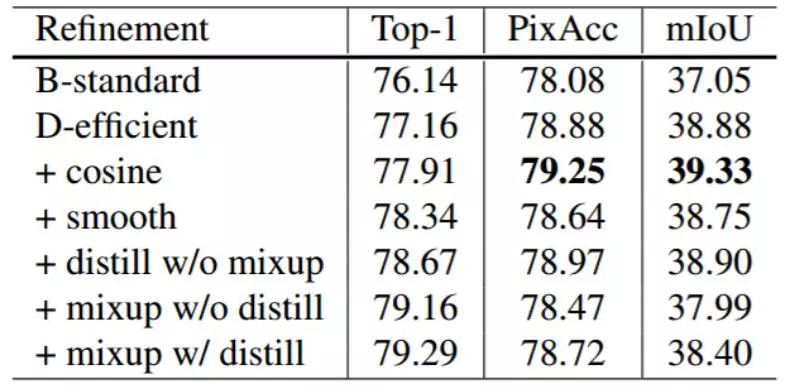 Refinement Top-1 PixAcc mIoU
B-standard 76.14 78.08 37.05
D-efficient 77.16 78.88 38.88
+ cosine 77.91 79.25 39.33
+ smooth 78.34 78.64 38.75
+ distill w/o mixup 78.67 78.97 38.90
+ mixup w/o distill 79.16 78.47 37.99
+ mixup w/ distill 79.29 78.72 38.40